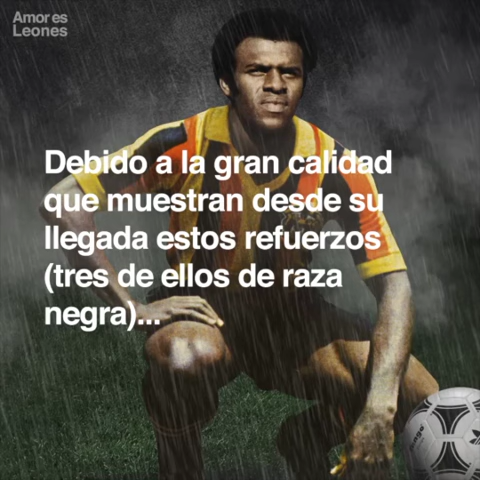 Amor es
Leones
Debido a la gran calidad
que muestran desde su
llegada estos refuerzos
(tres de ellos de raza
negra)...